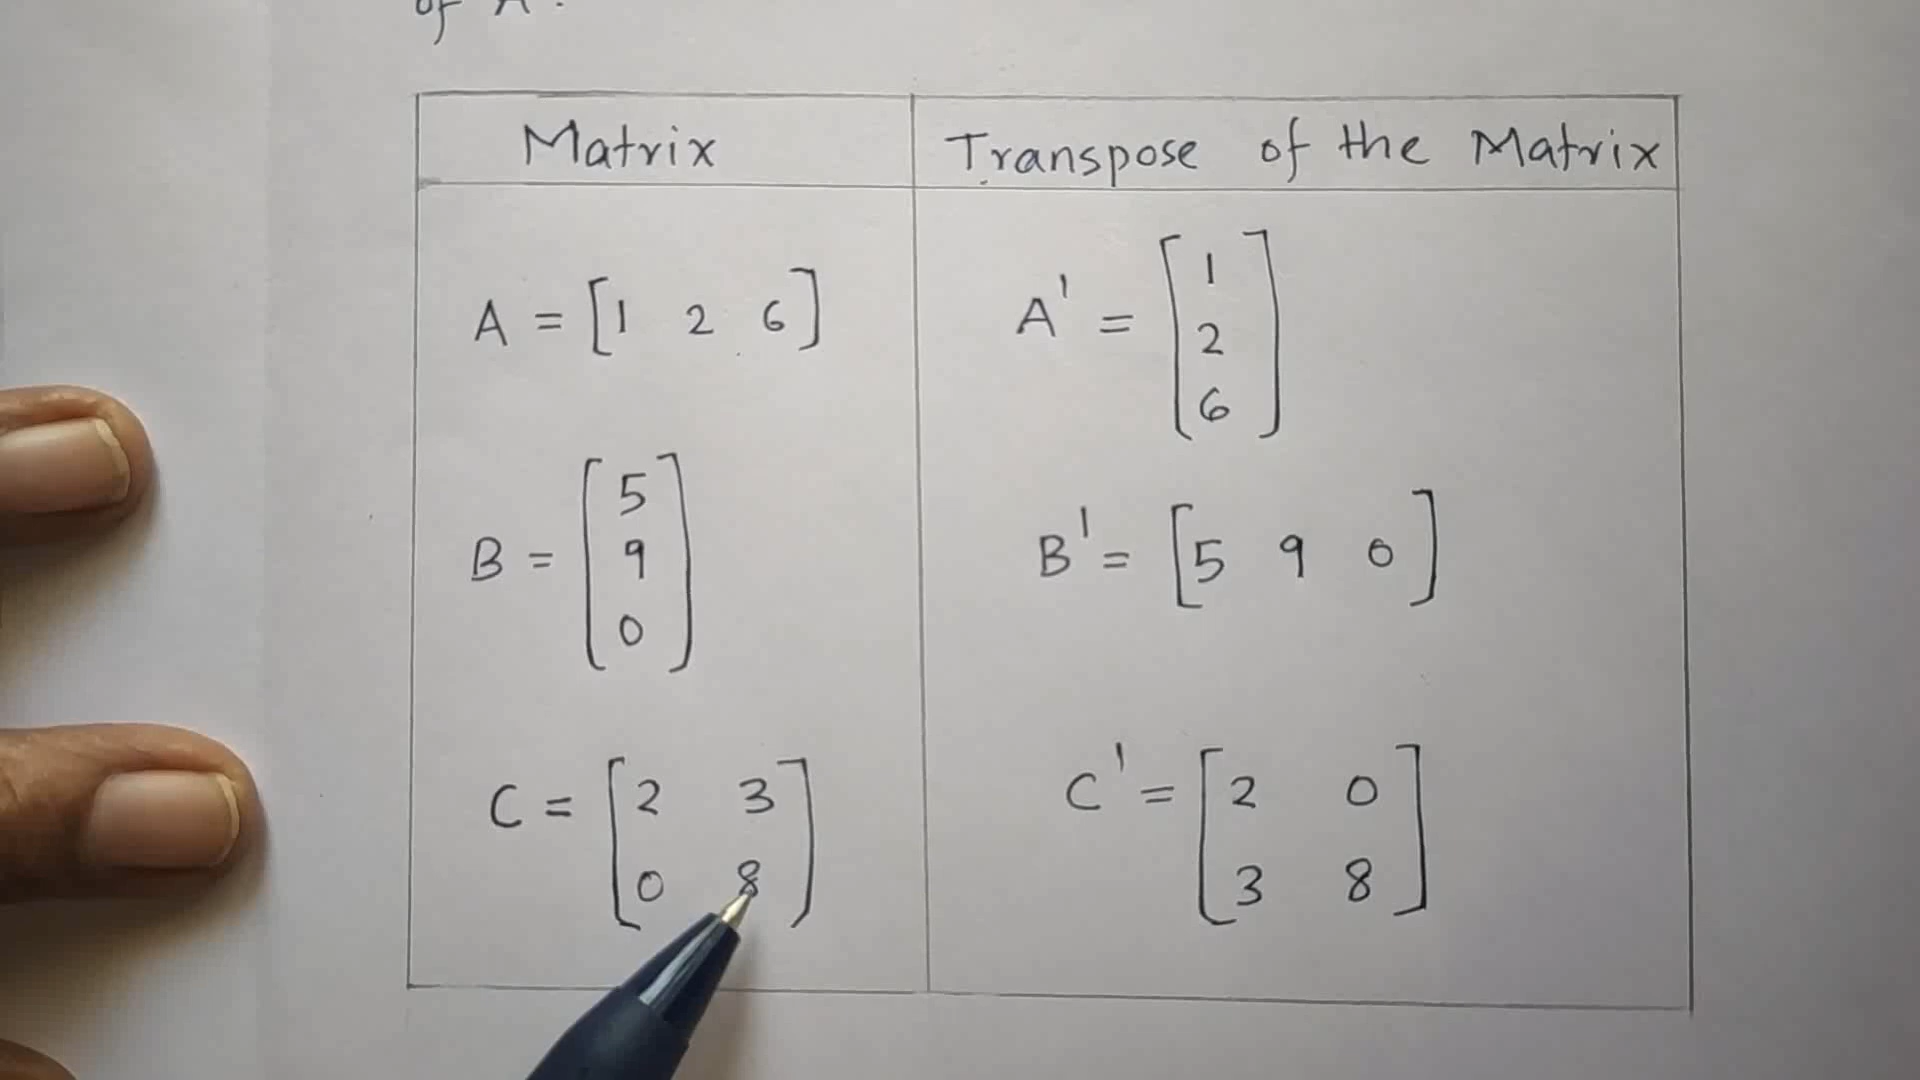 of A.
Matrix Transpose of the Matrix
A = [1 2 6] A' = [1
2
6]
B = [5
9
0] B' = [5 9 0]
C = [2 3
0 8] C' = [2 0
3 8]